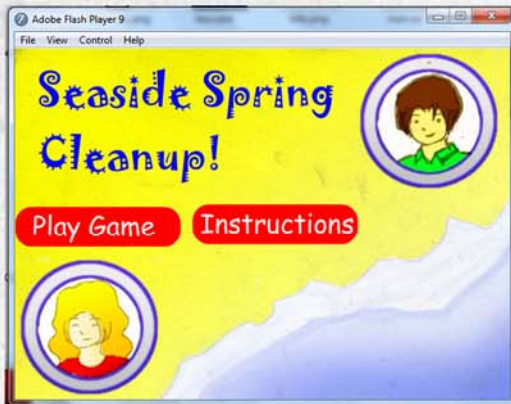 Adobe Flash Player 9
File View Control Help
Seaside Spring
Cleanup!
Play Game
Instructions